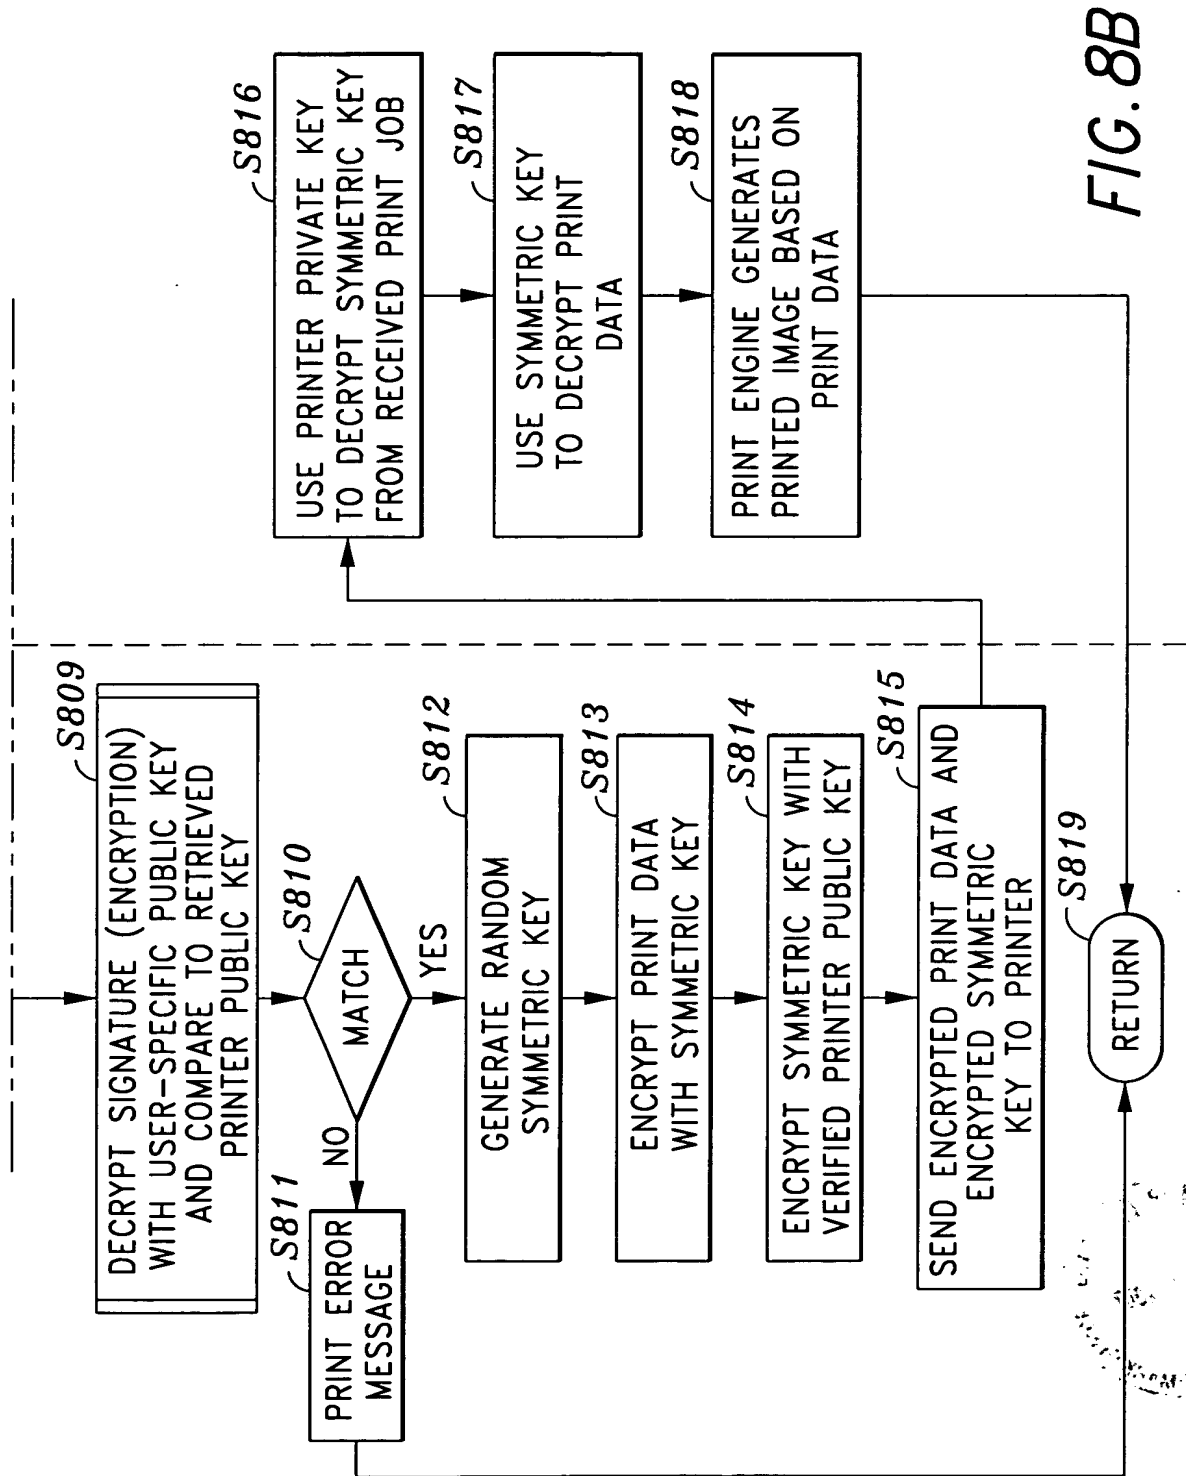 S809
DECRYPT SIGNATURE (ENCRYPTION)
WITH USER-SPECIFIC PUBLIC KEY
AND COMPARE TO RETRIEVED
PRINTER PUBLIC KEY
S810
MATCH
NO
YES
S811
PRINT ERROR
MESSAGE
S812
GENERATE RANDOM
SYMMETRIC KEY
S813
ENCRYPT PRINT DATA
WITH SYMMETRIC KEY
S814
ENCRYPT SYMMETRIC KEY WITH
VERIFIED PRINTER PUBLIC KEY
S815
SEND ENCRYPTED PRINT DATA AND
ENCRYPTED SYMMETRIC
KEY TO PRINTER
S816
USE PRINTER PRIVATE KEY
TO DECRYPT SYMMETRIC KEY
FROM RECEIVED PRINT JOB
S817
USE SYMMETRIC KEY
TO DECRYPT PRINT
DATA
S818
PRINT ENGINE GENERATES
PRINTED IMAGE BASED ON
PRINT DATA
S819
RETURN
FIG. 8B